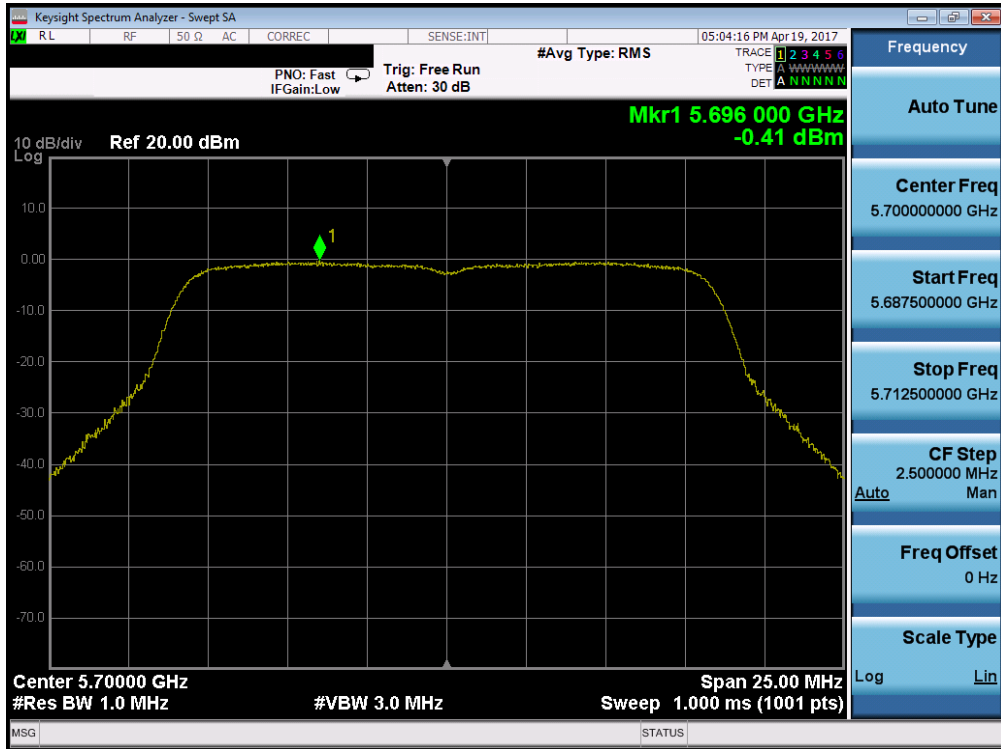 Keysight Spectrum Analyzer - Swept SA
LXI RL RF 50 Ω AC CORREC SENSE:INT 05:04:16 PM Apr 19, 2017
PNO: Fast
IFGain:Low
Trig: Free Run
Atten: 30 dB
#Avg Type: RMS
TRACE 1 2 3 4 5 6
TYPE A WWWWW
DET A N N N N N
Mkr1 5.696 000 GHz
-0.41 dBm
10 dB/div Ref 20.00 dBm
Log
10.0
0.00
-10.0
-20.0
-30.0
-40.0
-50.0
-60.0
-70.0
1
Center 5.70000 GHz
Span 25.00 MHz
#Res BW 1.0 MHz
#VBW 3.0 MHz
Sweep 1.000 ms (1001 pts)
MSG
STATUS
Frequency
Auto Tune
Center Freq
5.700000000 GHz
Start Freq
5.687500000 GHz
Stop Freq
5.712500000 GHz
CF Step
2.500000 MHz
Auto Man
Freq Offset
0 Hz
Scale Type
Log Lin